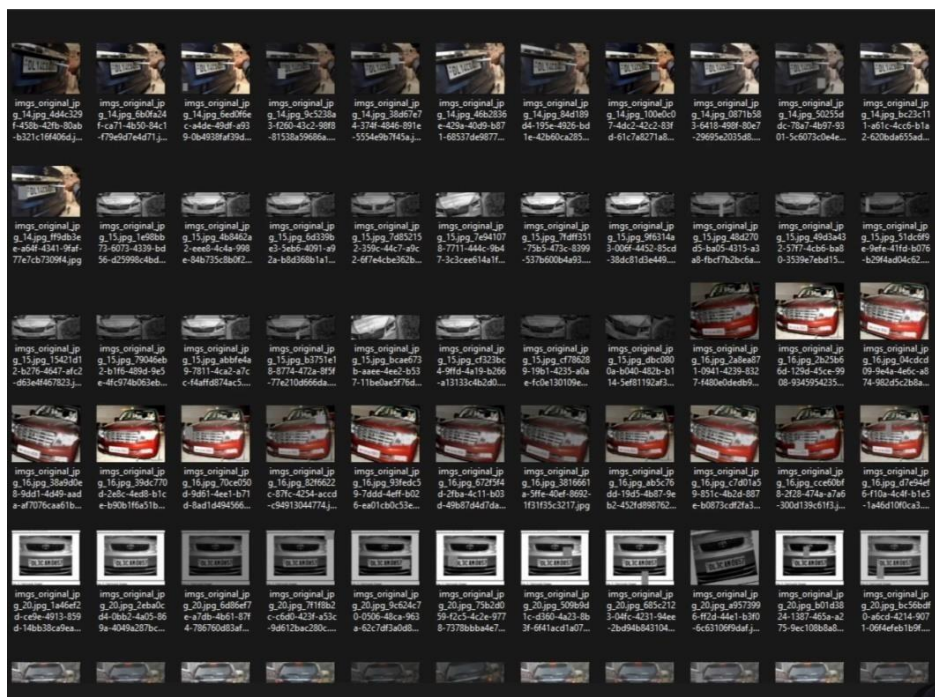 imgs_original_jp
g_14.jpg_4d4c329
f-458b-42fb-80ab
-b321c16f406d.j...
imgs_original_jp
g_14.jpg_6b0fa24
f-ca71-4b50-84c1
-f79e9d7e4d71.j...
imgs_original_jp
g_14.jpg_6ed0f6e
c-a4de-49df-a93
9-0b4938faf39d...
imgs_original_jp
g_14.jpg_9c5238a
3-f260-43c2-98f8
-81538a59686a...
imgs_original_jp
g_14.jpg_38d67e7
4-374f-4846-891e
-5554e9b7f45a.j...
imgs_original_jp
g_14.jpg_46b2836
e-429a-40d9-b87
1-68537de9877...
imgs_original_jp
g_14.jpg_84d189
d4-195e-4926-bd
1e-42b60ca285...
imgs_original_jp
g_14.jpg_100e0c0
7-4dc2-42c2-83f
d-61c7a8271a8...
imgs_original_jp
g_14.jpg_0871b58
3-6418-498f-80e7
-29695e2035d8...
imgs_original_jp
g_14.jpg_50255d
dc-78a7-4b97-93
01-5c6073c0e4e...
imgs_original_jp
g_14.jpg_bc23c11
1-a61c-4cc6-b1a
2-620bda655ad...
imgs_original_jp
g_14.jpg_ff9db3e
e-a64f-4341-9faf-
77e7cb7309f4.jpg
imgs_original_jp
g_15.jpg_1e98bb
73-6073-4339-bd
56-d25998c4bd...
imgs_original_jp
g_15.jpg_4b8462a
2-eee8-4c4a-998
e-84b735c8b0f2...
imgs_original_jp
g_15.jpg_6d339b
e3-5eb6-4091-a9
2a-b8d368b1a1...
imgs_original_jp
g_15.jpg_7d85215
2-359c-44c7-a9c
2-6f7e4cbe362b...
imgs_original_jp
g_15.jpg_7e94107
8-7711-444c-9b4
7-3c3cee614a1f...
imgs_original_jp
g_15.jpg_7fdff351
-75b5-473c-8399
-537b600b4a93...
imgs_original_jp
g_15.jpg_9f6314a
3-006f-4452-85cd
-38dc81d3e449...
imgs_original_jp
g_15.jpg_48d270
d5-ba05-4315-a3
a8-fbcf7b2bc6a...
imgs_original_jp
g_15.jpg_49d3a43
2-57f7-4cb6-ba8
0-3539e7ebd15...
imgs_original_jp
g_15.jpg_51dc6f9
e-9efe-41fd-b076
-b29f4ad04c62...
imgs_original_jp
g_15.jpg_15421d1
2-b276-4647-afc2
-d63e4f467823.j...
imgs_original_jp
g_15.jpg_79046eb
2-b1f6-489d-9e5
e-4fc974b063eb...
imgs_original_jp
g_15.jpg_abbfe4a
9-7811-4ca2-a7c
c-f4affd874ac5...
imgs_original_jp
g_15.jpg_b3751e1
8-8774-472a-8f5f
-77e210d666da...
imgs_original_jp
g_15.jpg_bcae673
b-aaee-4ee2-b53
7-11be0ae5f76d...
imgs_original_jp
g_15.jpg_cf323bc
4-9ffd-4a19-b266
-a13133c4b2d0...
imgs_original_jp
g_15.jpg_cf78628
9-19b1-4235-a0a
e-fc0e130109e...
imgs_original_jp
g_15.jpg_dbc080
0a-b040-482b-b1
14-5ef81192af3...
imgs_original_jp
g_16.jpg_2a8ea87
1-0941-4239-832
7-f480e0dedb9...
imgs_original_jp
g_16.jpg_2b25b6
6d-129d-45ce-99
08-9345954235...
imgs_original_jp
g_16.jpg_04cdcd
09-9e4a-4e6c-a8
74-982d5c2b8a...
imgs_original_jp
g_16.jpg_38a9d0e
8-9dd1-4d49-aad
a-af7076caa61b...
imgs_original_jp
g_16.jpg_39dc770
d-2e8c-4ed8-b1c
e-b90b1f6a51b...
imgs_original_jp
g_16.jpg_70ce050
d-9d61-4ee1-b71
d-8ad1d494566...
imgs_original_jp
g_16.jpg_82f6622
c-87fc-4254-accd
-c94913044774.j...
imgs_original_jp
g_16.jpg_93fedc5
9-7ddd-4eff-b02
6-ea01cb0c53e...
imgs_original_jp
g_16.jpg_672f5f4
d-2fba-4c11-b03
d-49b87d4d7da...
imgs_original_jp
g_16.jpg_3816661
a-5ffe-40ef-8692-
1f31f35c3217.jpg
imgs_original_jp
g_16.jpg_ab5c76
dd-19d5-4b87-9e
b2-452fd898762...
imgs_original_jp
g_16.jpg_c7d01a5
9-851c-4b2d-887
e-b0873cdf2fa3...
imgs_original_jp
g_16.jpg_cce60bf
8-2f28-474a-a7a6
-300d139c61f3.j...
imgs_original_jp
g_16.jpg_d7e94ef
6-f10a-4c4f-b1e5
-1a46d10f0ca3...
imgs_original_jp
g_20.jpg_1a46ef2
d-ce9e-4913-859
d-14bb38ca9ea...
imgs_original_jp
g_20.jpg_2eba0c
d4-0bb2-4a05-86
9a-4049a287bc...
imgs_original_jp
g_20.jpg_6d86ef7
e-a7db-4b61-87f
4-786760d83af...
imgs_original_jp
g_20.jpg_7f1f8b2
c-c6d0-423f-a53c
-9d612bac280c...
imgs_original_jp
g_20.jpg_9c624c7
0-0506-48ca-963
a-62c7df3a0d8...
imgs_original_jp
g_20.jpg_75b2d0
59-f2c5-4c2e-977
8-7378bbba4e7...
imgs_original_jp
g_20.jpg_509b9d
1c-d360-4a23-8b
3f-6f41acd1a07...
imgs_original_jp
g_20.jpg_685c212
3-04fc-4231-94ee
-2bd94b843104...
imgs_original_jp
g_20.jpg_a957399
6-ff2d-44e1-b3f0
-6c63106f9daf.j...
imgs_original_jp
g_20.jpg_b01d38
24-1387-465a-a2
75-9ec108b8a8...
imgs_original_jp
g_20.jpg_bc56bdf
0-a6cd-4214-907
1-06f4efeb1b9f...